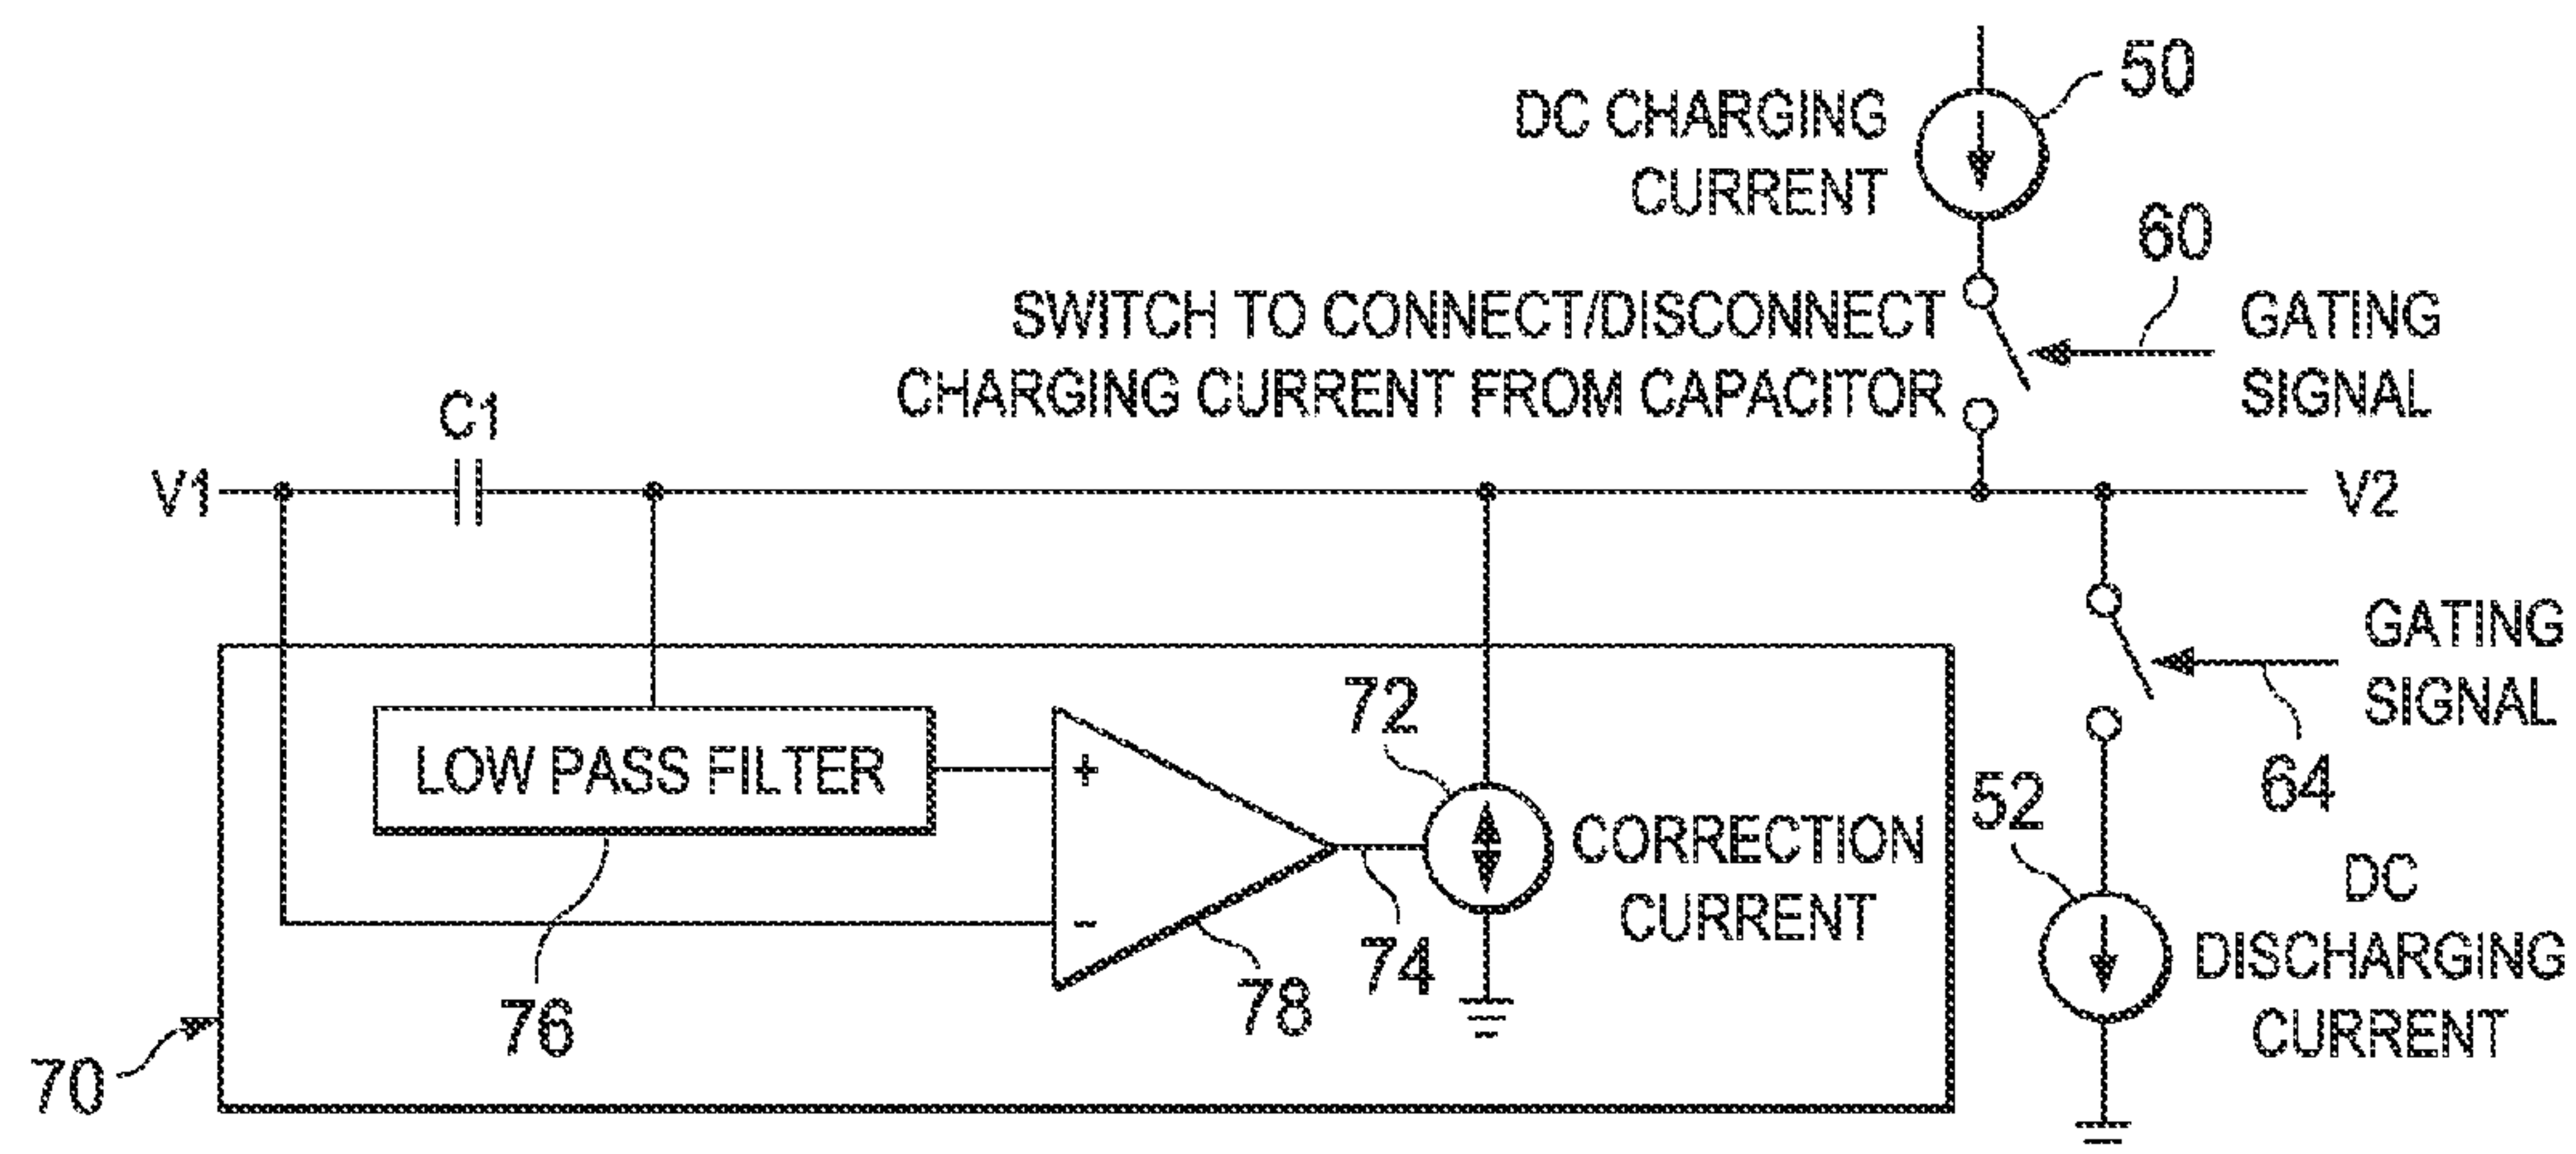 50
DC CHARGING
CURRENT
60
SWITCH TO CONNECT/DISCONNECT
CHARGING CURRENT FROM CAPACITOR
GATING
SIGNAL
C1
V1
V2
GATING
SIGNAL
64
72
LOW PASS FILTER
+
-
52
CORRECTION
CURRENT
DC
DISCHARGING
CURRENT
74
76
78
70